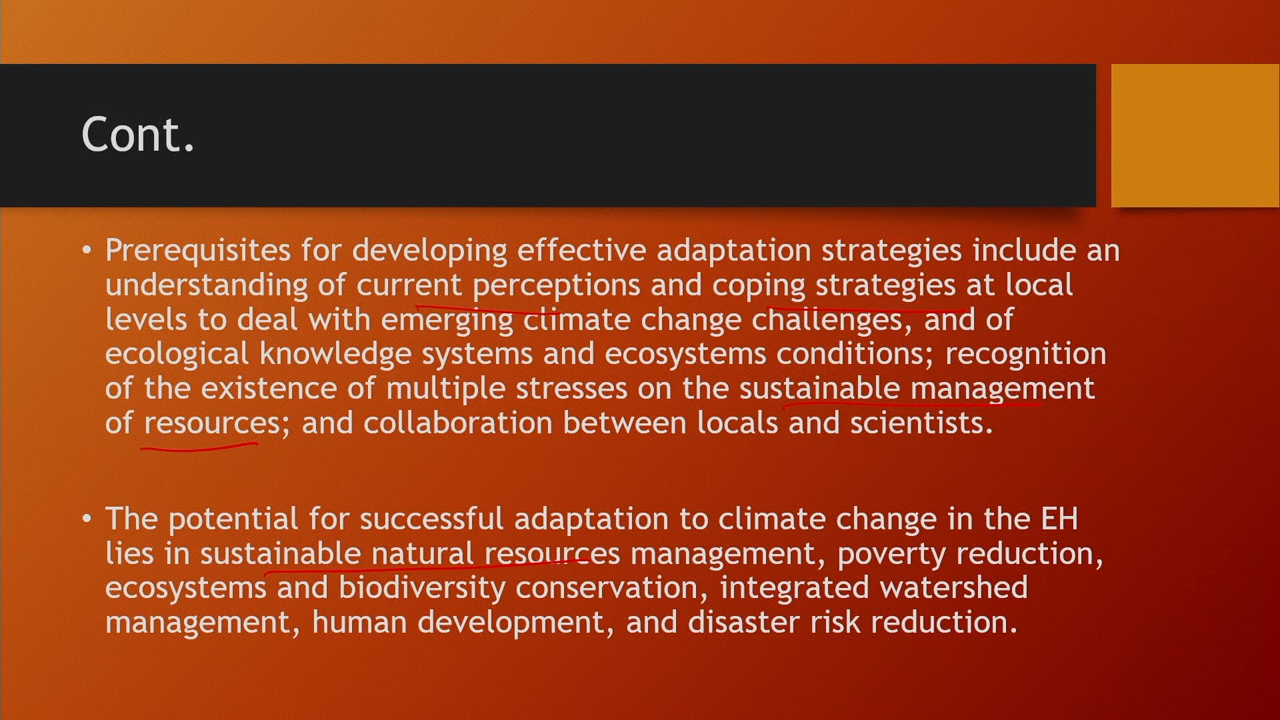 Cont.
• Prerequisites for developing effective adaptation strategies include an
understanding of current perceptions and coping strategies at local
levels to deal with emerging climate change challenges, and of
ecological knowledge systems and ecosystems conditions; recognition
of the existence of multiple stresses on the sustainable management
of resources; and collaboration between locals and scientists.
• The potential for successful adaptation to climate change in the EH
lies in sustainable natural resources management, poverty reduction,
ecosystems and biodiversity conservation, integrated watershed
management, human development, and disaster risk reduction.